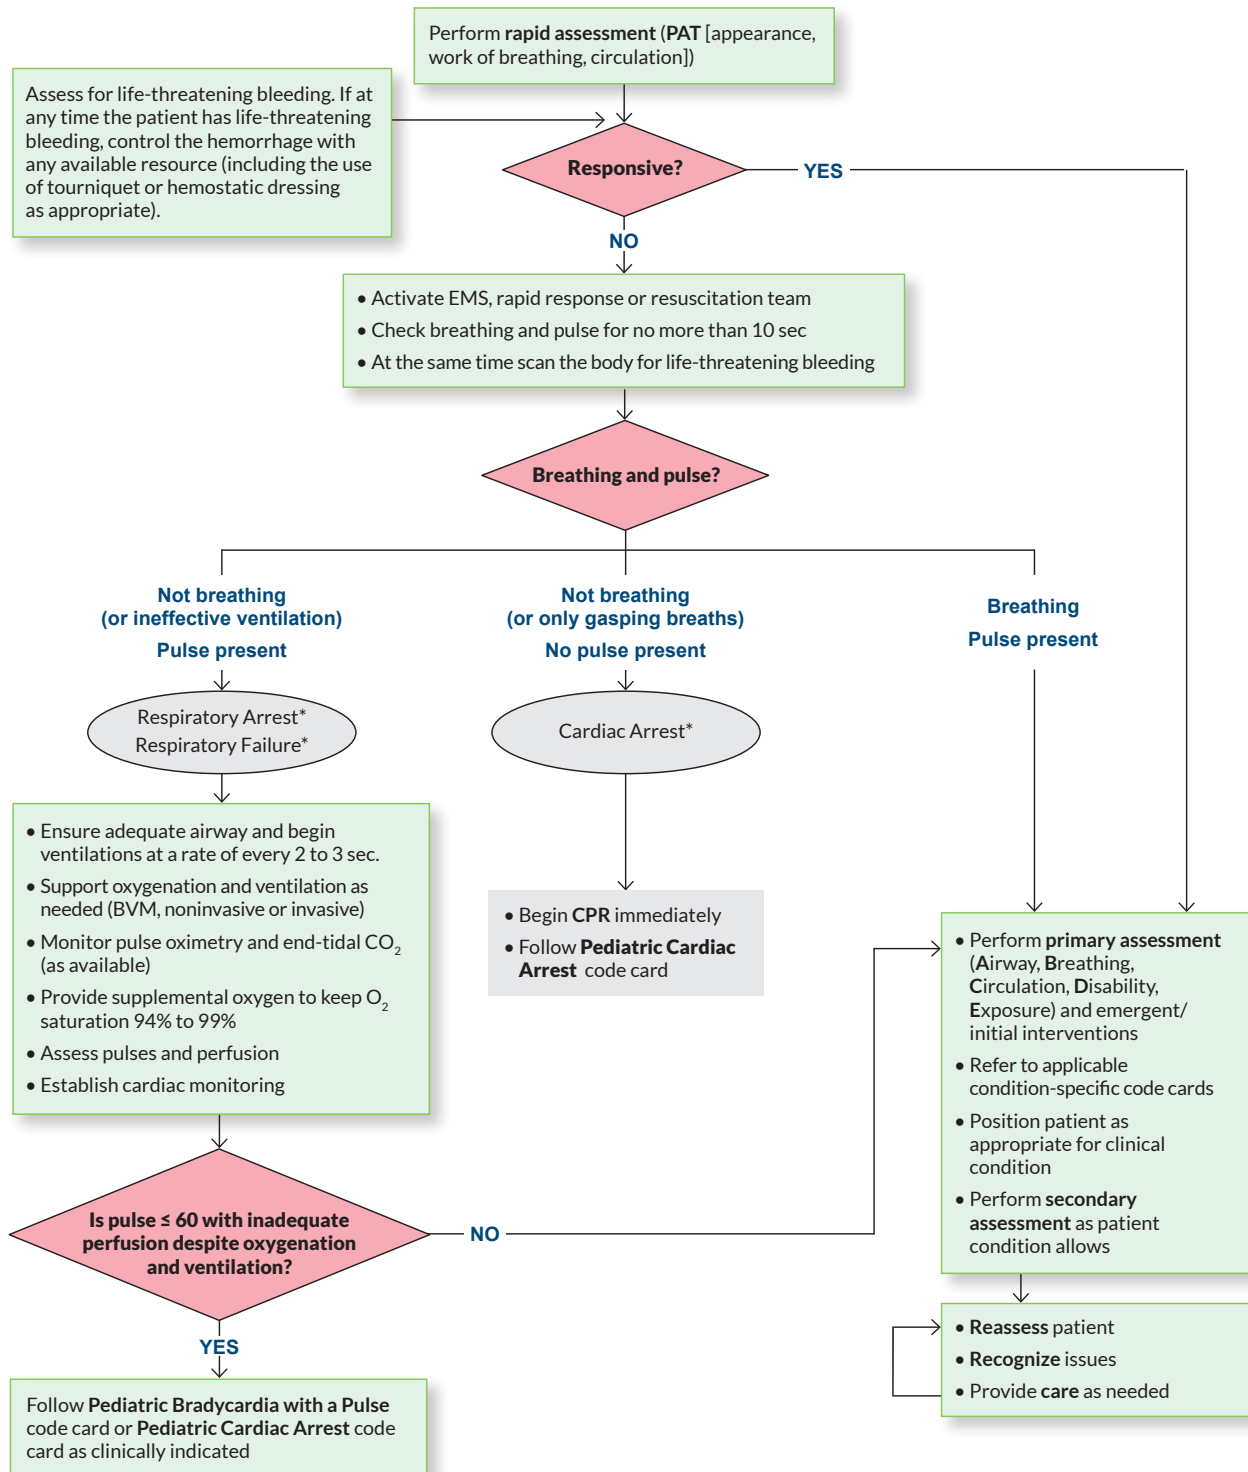 Perform rapid assessment (PAT [appearance,
work of breathing, circulation])
Assess for life-threatening bleeding. If at
any time the patient has life-threatening
bleeding, control the hemorrhage with
any available resource (including the use
of tourniquet or hemostatic dressing
as appropriate).
Responsive?
YES
NO
• Activate EMS, rapid response or resuscitation team
• Check breathing and pulse for no more than 10 sec
• At the same time scan the body for life-threatening bleeding
Breathing and pulse?
Not breathing
(or ineffective ventilation)
Pulse present
Not breathing
(or only gasping breaths)
No pulse present
Breathing
Pulse present
Respiratory Arrest*
Respiratory Failure*
Cardiac Arrest*
• Ensure adequate airway and begin
ventilations at a rate of every 2 to 3 sec.
• Support oxygenation and ventilation as
needed (BVM, noninvasive or invasive)
• Monitor pulse oximetry and end-tidal CO₂
(as available)
• Provide supplemental oxygen to keep O₂
saturation 94% to 99%
• Assess pulses and perfusion
• Establish cardiac monitoring
• Begin CPR immediately
• Follow Pediatric Cardiac
Arrest code card
• Perform primary assessment
(Airway, Breathing,
Circulation, Disability,
Exposure) and emergent/
initial interventions
• Refer to applicable
condition-specific code cards
• Position patient as
appropriate for clinical
condition
• Perform secondary
assessment as patient
condition allows
Is pulse ≤ 60 with inadequate
perfusion despite oxygenation
and ventilation?
NO
YES
• Reassess patient
• Recognize issues
• Provide care as needed
Follow Pediatric Bradycardia with a Pulse
code card or Pediatric Cardiac Arrest code
card as clinically indicated